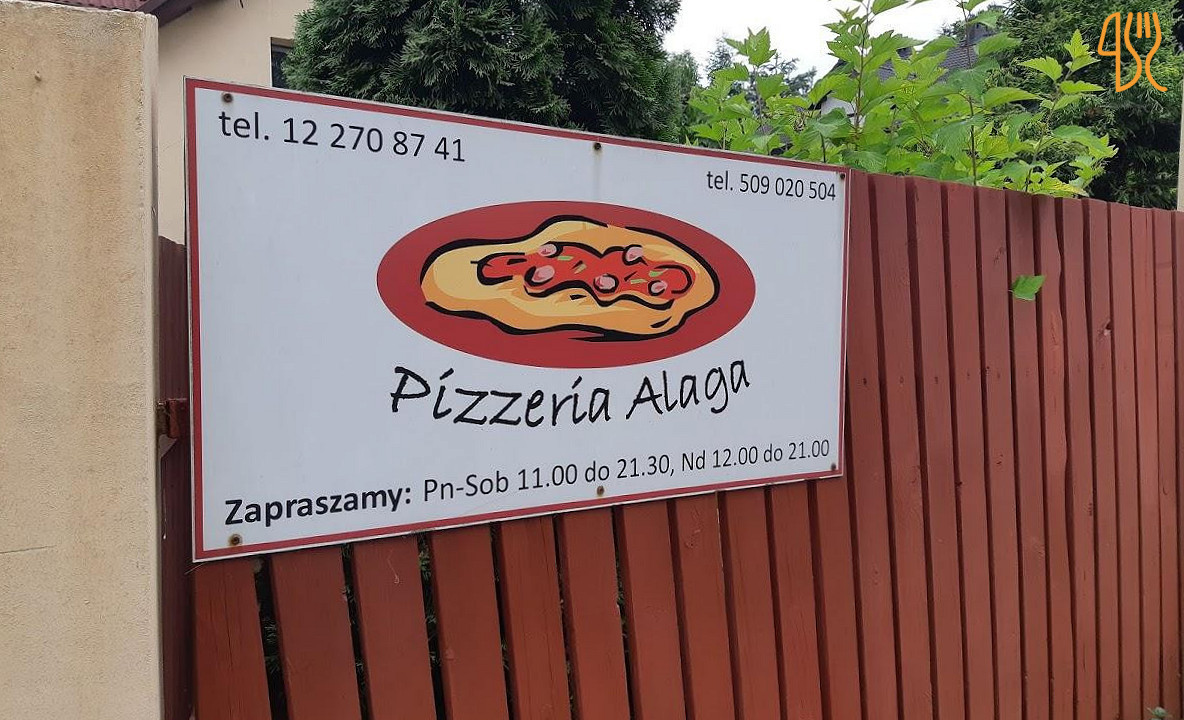 tel. 12 270 87 41
tel. 509 020 504
Pizzeria Alaga
Zapraszamy: Pn-Sob 11.00 do 21.30, Nd 12.00 do 21.00